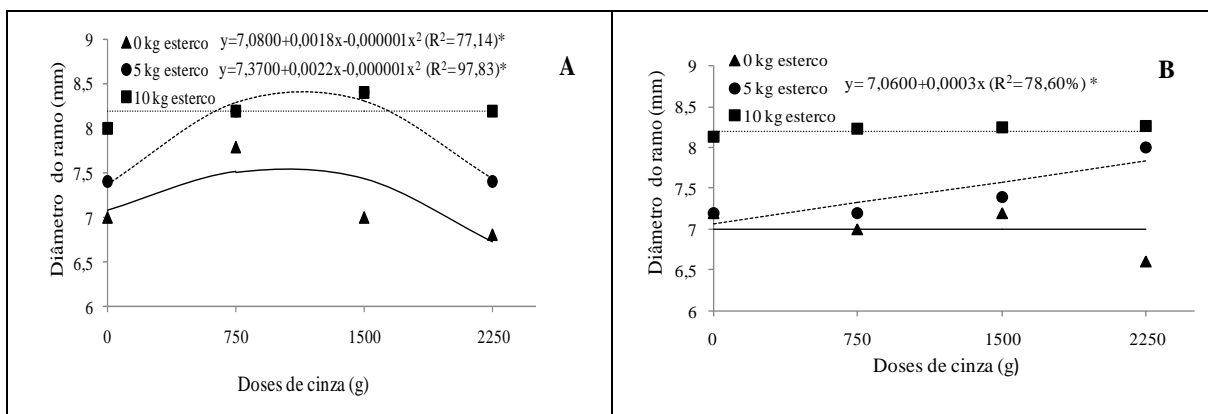 0 kg esterco y=7,0800+0,0018x-0,000001x² (R²=77,14)*
5 kg esterco y=7,3700+0,0022x-0,000001x² (R²=97,83)*
10 kg esterco
A
Diâmetro do ramo (mm)
9
8,5
8
7,5
7
6,5
6
0 750 1500 2250
Doses de cinza (g)
0 kg esterco
5 kg esterco y= 7,0600+0,0003x (R²=78,60%) *
10 kg esterco
B
Diâmetro do ramo (mm)
9
8,5
8
7,5
7
6,5
6
0 750 1500 2250
Doses de cinza (g)